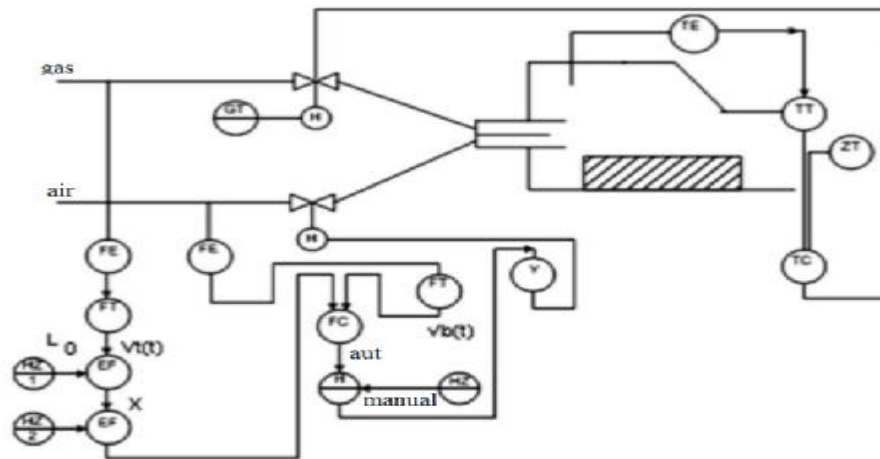 TE
gas
GT
H
TT
ZT
air
H
FE
FE
TC
Y
FT
FT
FC
Vb(t)
L0
Vt(t)
aut
HZ
1
EF
H
manual
HZ
X
HZ
2
EF